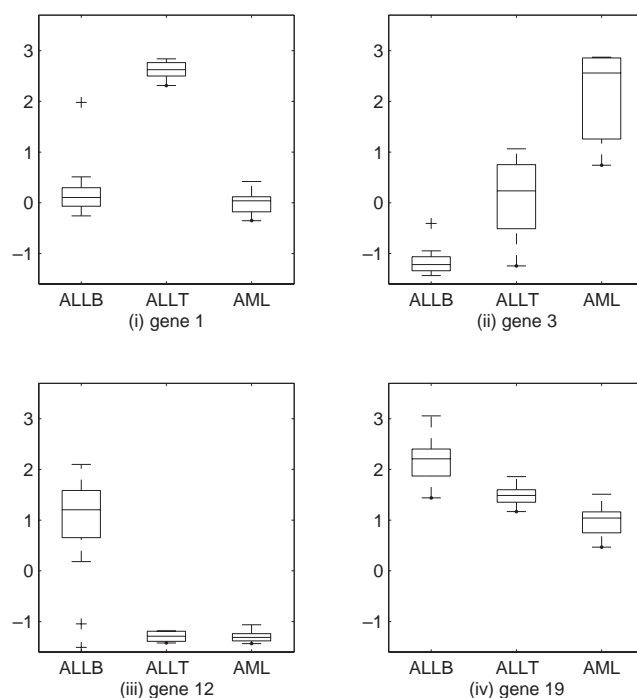 3
2
1
0
–1
ALLB ALLT AML
(i) gene 1
3
2
1
0
–1
ALLB ALLT AML
(ii) gene 3
3
2
1
0
–1
ALLB ALLT AML
(iii) gene 12
3
2
1
0
–1
ALLB ALLT AML
(iv) gene 19